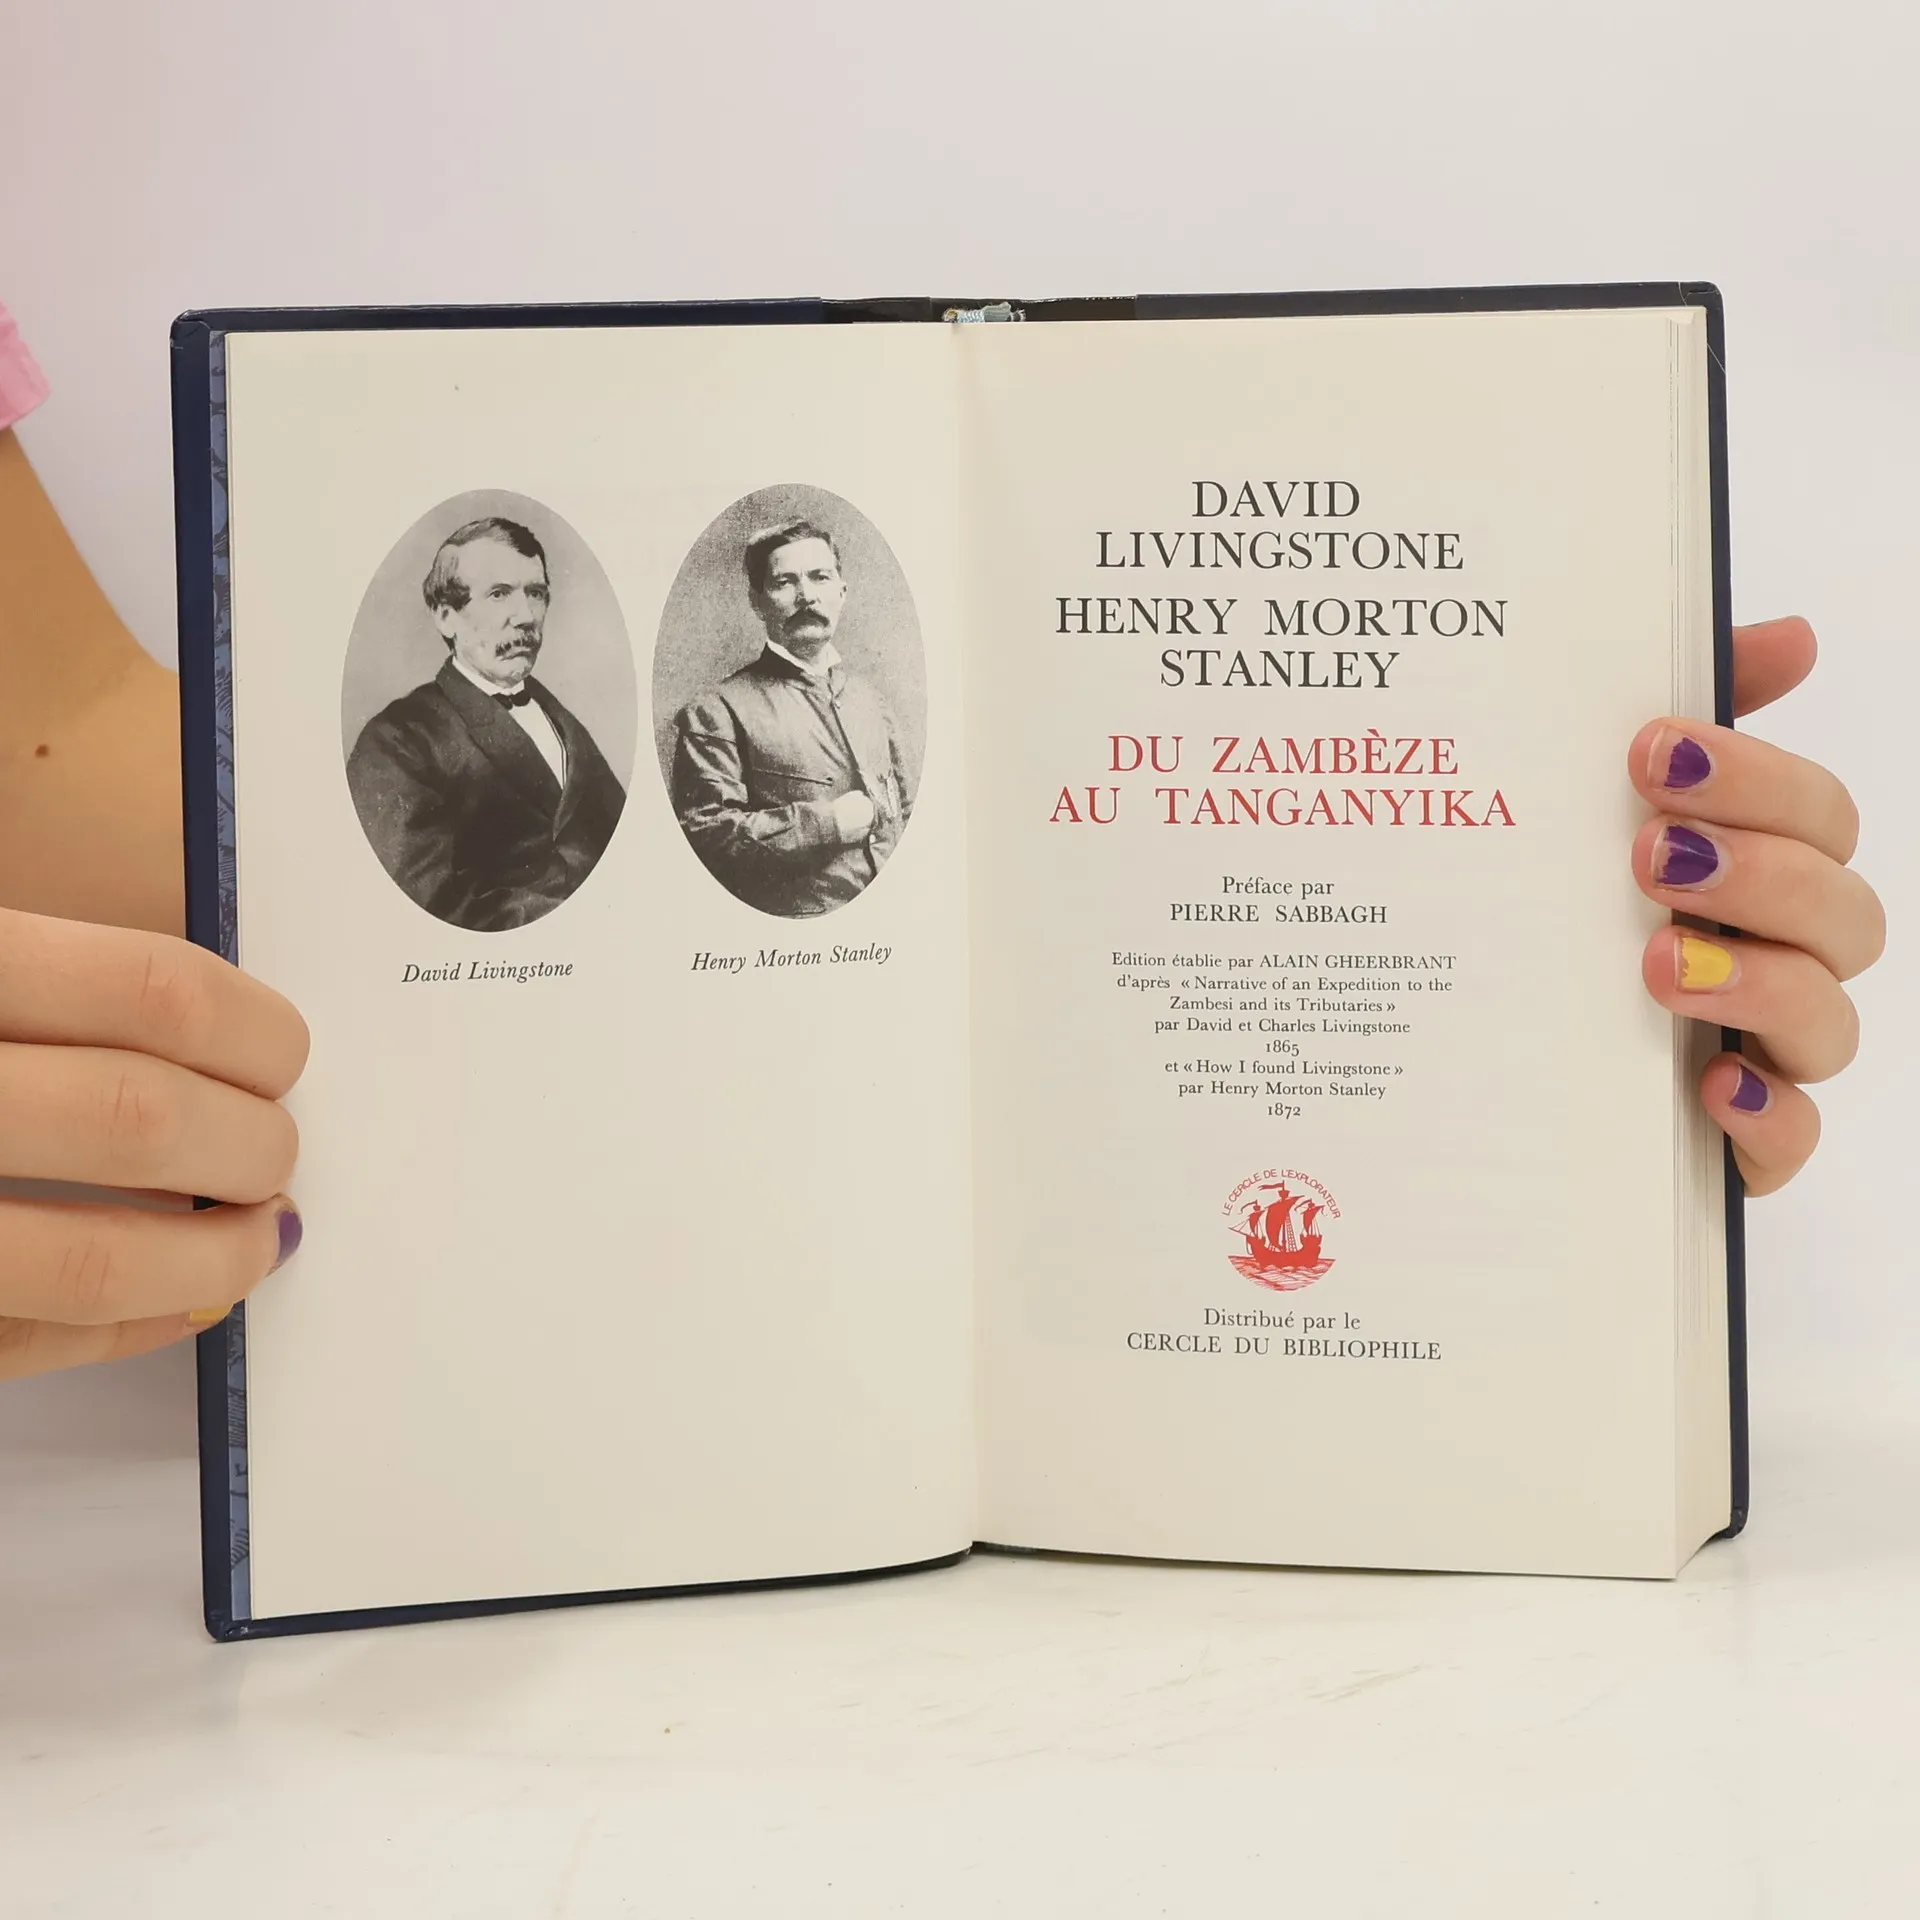 David Livingstone
Henry Morton Stanley
DAVID
LIVINGSTONE
HENRY MORTON
STANLEY
DU ZAMBÈZE
AU TANGANYIKA
Préface par
PIERRE SABBAGH
Edition établie par ALAIN GHEERBRANT
d'après « Narrative of an Expedition to the
Zambesi and its Tributaries »
par David et Charles Livingstone
1865
et « How I found Livingstone »
par Henry Morton Stanley
1872
LE CERCLE DE L'EXPLORATEUR
Distribué par le
CERCLE DU BIBLIOPHILE